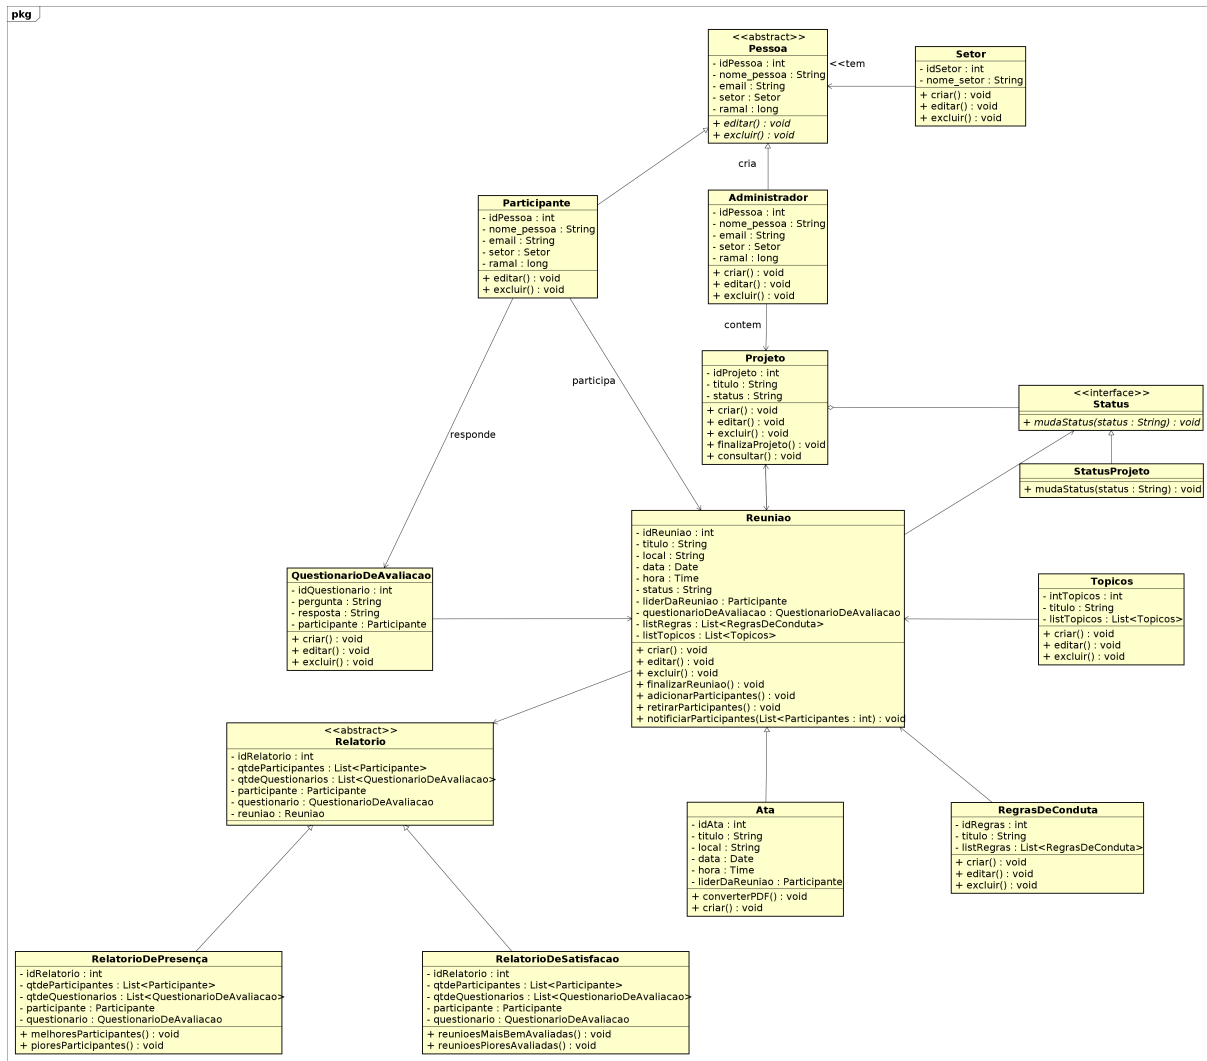 pkg
<<abstract>>
Pessoa
- idPessoa : int
- nome_pessoa : String
- email : String
- setor : Setor
- ramal : long
+ editar() : void
+ excluir() : void
<<tem
Setor
- idSetor : int
- nome_setor : String
+ criar() : void
+ editar() : void
+ excluir() : void
cria
Participante
- idPessoa : int
- nome_pessoa : String
- email : String
- setor : Setor
- ramal : long
+ editar() : void
+ excluir() : void
Administrador
- idPessoa : int
- nome_pessoa : String
- email : String
- setor : Setor
- ramal : long
+ criar() : void
+ editar() : void
+ excluir() : void
contem
participa
responde
Projeto
- idProjeto : int
- titulo : String
- status : String
+ criar() : void
+ editar() : void
+ excluir() : void
+ finalizaProjeto() : void
+ consultar() : void
<<interface>>
Status
+ mudaStatus(status : String) : void
StatusProjeto
+ mudaStatus(status : String) : void
Reuniao
- idReuniao : int
- titulo : String
- local : String
- data : Date
- hora : Time
- status : String
- liderDaReuniao : Participante
- questionarioDeAvaliacao : QuestionarioDeAvaliacao
- listRegras : List<RegrasDeConduta>
- listTopicos : List<Topicos>
+ criar() : void
+ editar() : void
+ excluir() : void
+ finalizarReuniao() : void
+ adicionarParticipantes() : void
+ retirarParticipantes() : void
+ notificiarParticipantes(List<Participantes : int) : void
QuestionarioDeAvaliacao
- idQuestionario : int
- pergunta : String
- resposta : String
- participante : Participante
+ criar() : void
+ editar() : void
+ excluir() : void
Topicos
- intTopicos : int
- titulo : String
- listTopicos : List<Topicos>
+ criar() : void
+ editar() : void
+ excluir() : void
<<abstract>>
Relatorio
- idRelatorio : int
- qtdeParticipantes : List<Participante>
- qtdeQuestionarios : List<QuestionarioDeAvaliacao>
- participante : Participante
- questionario : QuestionarioDeAvaliacao
- reuniao : Reuniao
Ata
- idAta : int
- titulo : String
- local : String
- data : Date
- hora : Time
- liderDaReuniao : Participante
+ converterPDF() : void
+ criar() : void
RegrasDeConduta
- idRegras : int
- titulo : String
- listRegras : List<RegrasDeConduta>
+ criar() : void
+ editar() : void
+ excluir() : void
RelatorioDePresença
- idRelatorio : int
- qtdeParticipantes : List<Participante>
- qtdeQuestionarios : List<QuestionarioDeAvaliacao>
- participante : Participante
- questionario : QuestionarioDeAvaliacao
+ melhoresParticipantes() : void
+ pioresParticipantes() : void
RelatorioDeSatisfacao
- idRelatorio : int
- qtdeParticipantes : List<Participante>
- qtdeQuestionarios : List<QuestionarioDeAvaliacao>
- participante : Participante
- questionario : QuestionarioDeAvaliacao
+ reunioesMaisBemAvaliadas() : void
+ reunioesPioresAvaliadas() : void